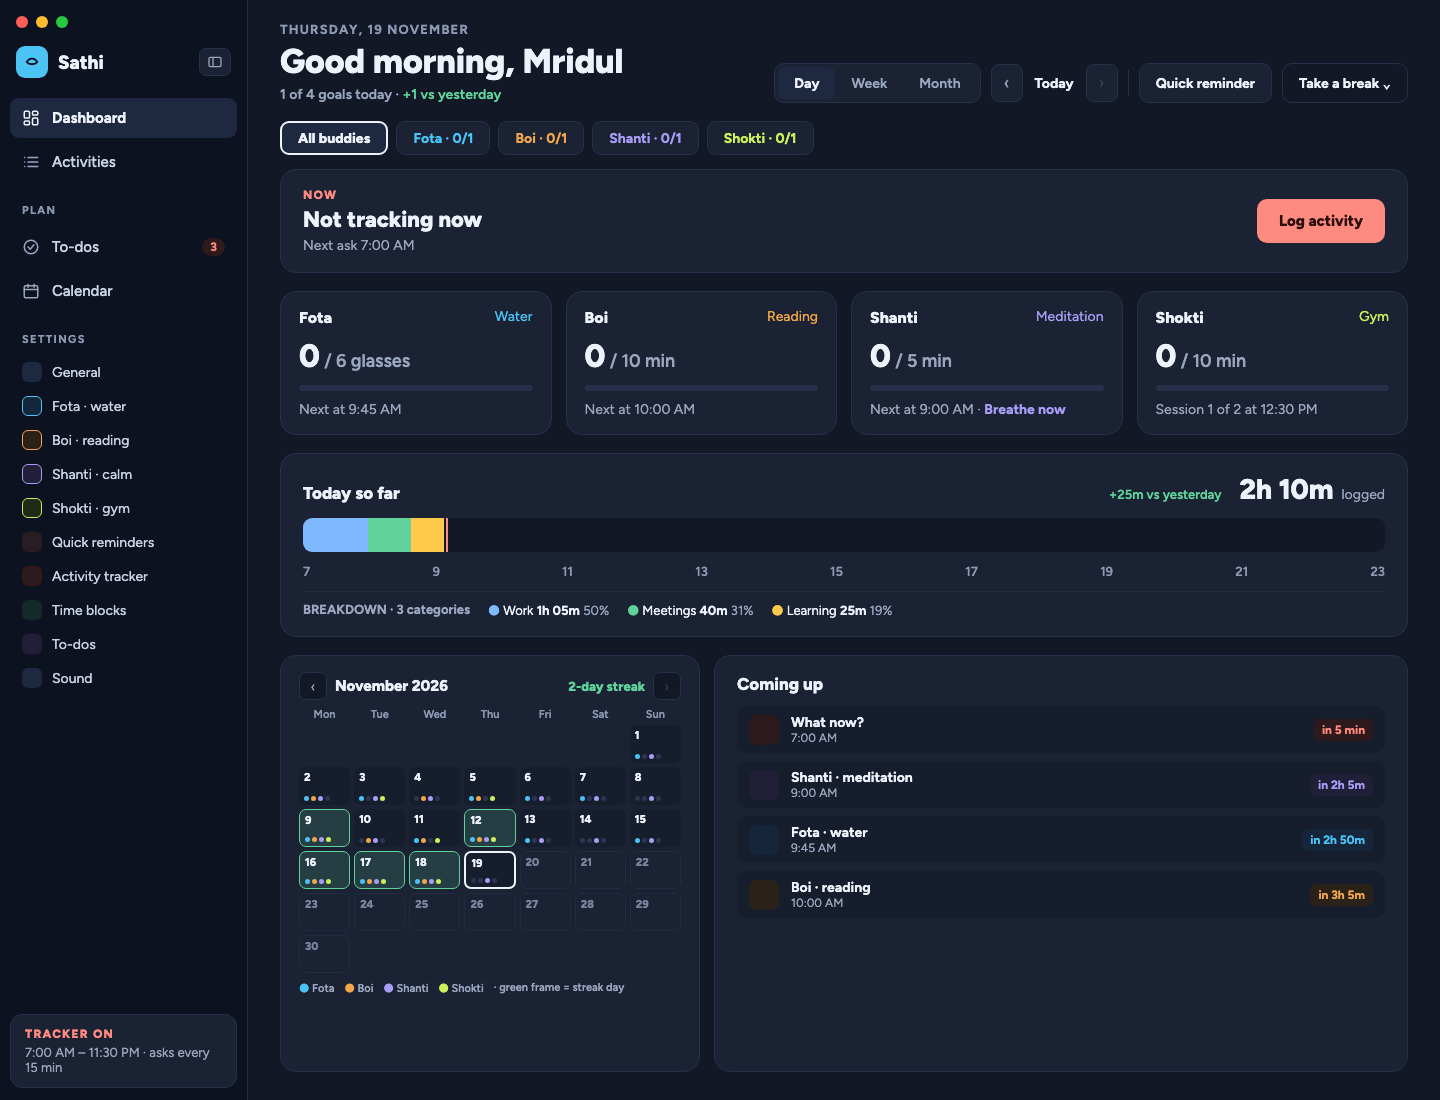 Sathi
Dashboard
Activities
PLAN
To-dos 3
Calendar
SETTINGS
General
Fota · water
Boi · reading
Shanti · calm
Shokti · gym
Quick reminders
Activity tracker
Time blocks
To-dos
Sound
TRACKER ON
7:00 AM – 11:30 PM · asks every
15 min
THURSDAY, 19 NOVEMBER
Good morning, Mridul
1 of 4 goals today · +1 vs yesterday
Day Week Month ‹ Today › Quick reminder Take a break ⌄
All buddies Fota · 0/1 Boi · 0/1 Shanti · 0/1 Shokti · 0/1
NOW
Not tracking now
Next ask 7:00 AM
Log activity
Fota Water
0 / 6 glasses
Next at 9:45 AM
Boi Reading
0 / 10 min
Next at 10:00 AM
Shanti Meditation
0 / 5 min
Next at 9:00 AM · Breathe now
Shokti Gym
0 / 10 min
Session 1 of 2 at 12:30 PM
Today so far +25m vs yesterday 2h 10m logged
7 9 11 13 15 17 19 21 23
BREAKDOWN · 3 categories Work 1h 05m 50% Meetings 40m 31% Learning 25m 19%
‹ November 2026 2-day streak ›
Mon Tue Wed Thu Fri Sat Sun
1
2 3 4 5 6 7 8
9 10 11 12 13 14 15
16 17 18 19 20 21 22
23 24 25 26 27 28 29
30
Fota Boi Shanti Shokti · green frame = streak day
Coming up
What now?
7:00 AM
in 5 min
Shanti · meditation
9:00 AM
in 2h 5m
Fota · water
9:45 AM
in 2h 50m
Boi · reading
10:00 AM
in 3h 5m